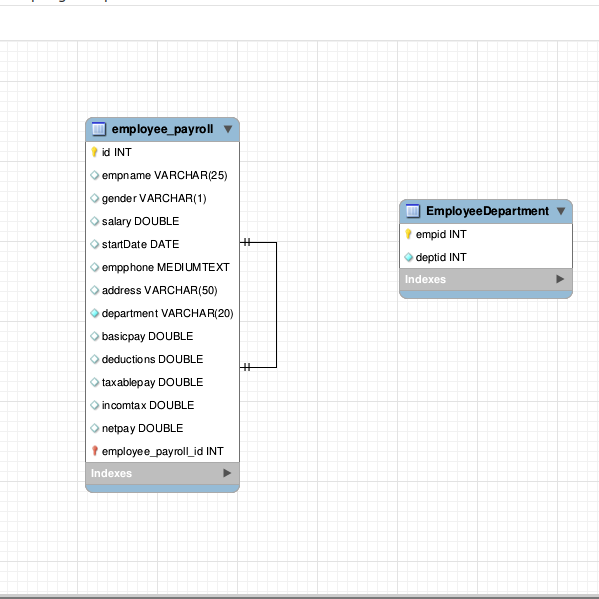 employee_payroll
id INT
empname VARCHAR(25)
gender VARCHAR(1)
salary DOUBLE
startDate DATE
empphone MEDIUMTEXT
address VARCHAR(50)
department VARCHAR(20)
basicpay DOUBLE
deductions DOUBLE
taxablepay DOUBLE
incomtax DOUBLE
netpay DOUBLE
employee_payroll_id INT
Indexes
EmployeeDepartment
empid INT
deptid INT
Indexes